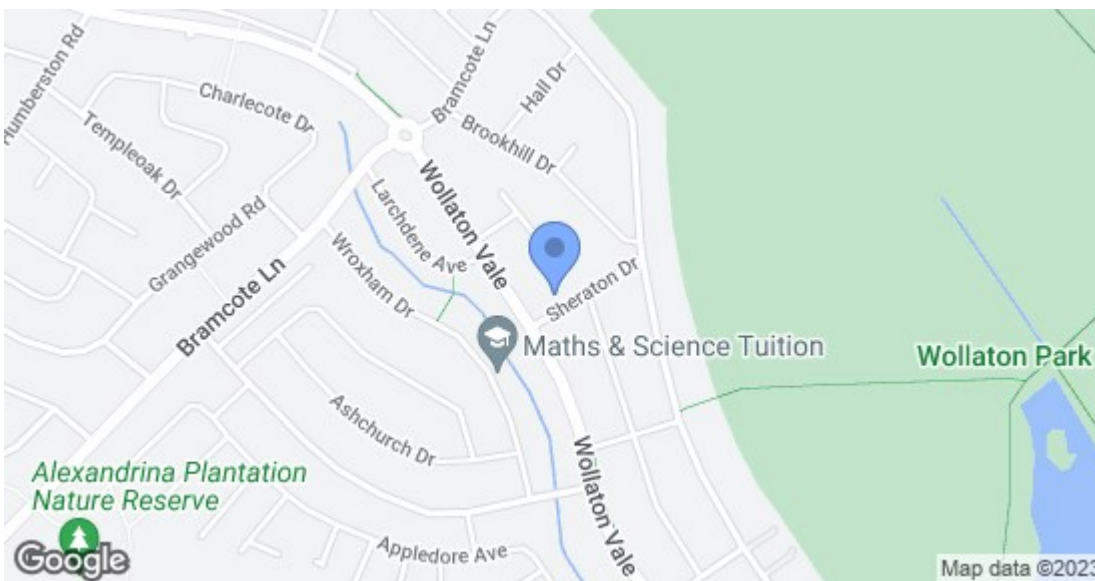 Humberston Rd
Charlecote Dr
Bramcote Ln
Hall Dr
Templeoak Dr
Brookhill Dr
Wollaton Vale
Larchdene Ave
Grangewood Rd
Wroxham Dr
Bramcote Ln
Sheraton Dr
Maths & Science Tuition
Wollaton Park
Ashchurch Dr
Wollaton Vale
Alexandrina Plantation
Nature Reserve
Appledore Ave
Google
Map data ©2023